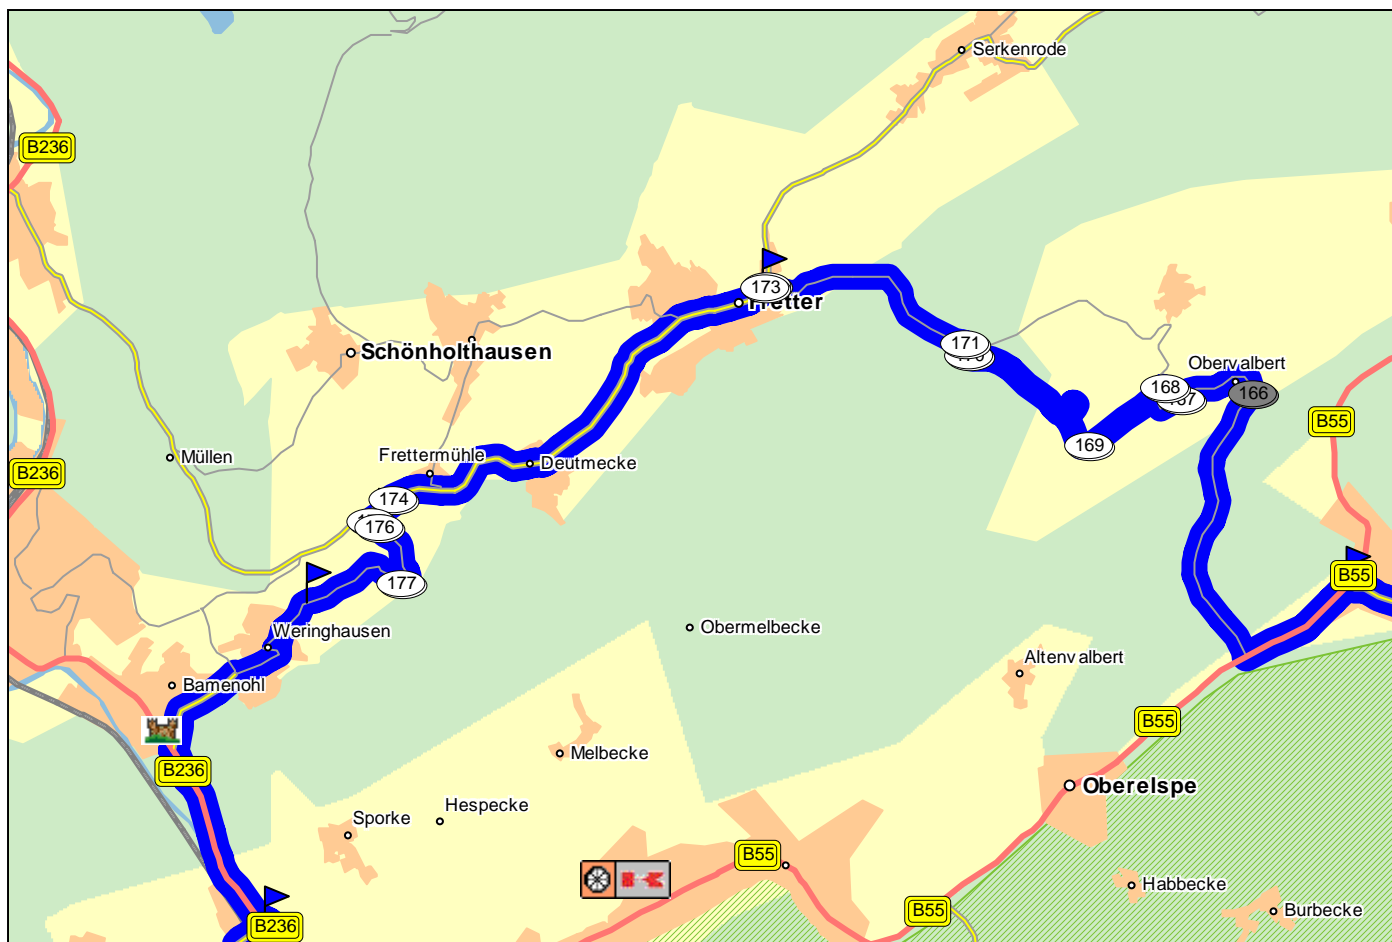 Serkenrode
B236
173
Fretter
171
Schönholthausen
Obervalbert
168
166
B55
169
Müllen
Frettermühle
Deutmecke
B236
174
176
177
B55
Weringhausen
Obermelbecke
Altenvalbert
Bamenohl
B55
B236
Melbecke
Oberelspe
Hespecke
Sporke
B55
Habbecke
B55
Burbecke
B236